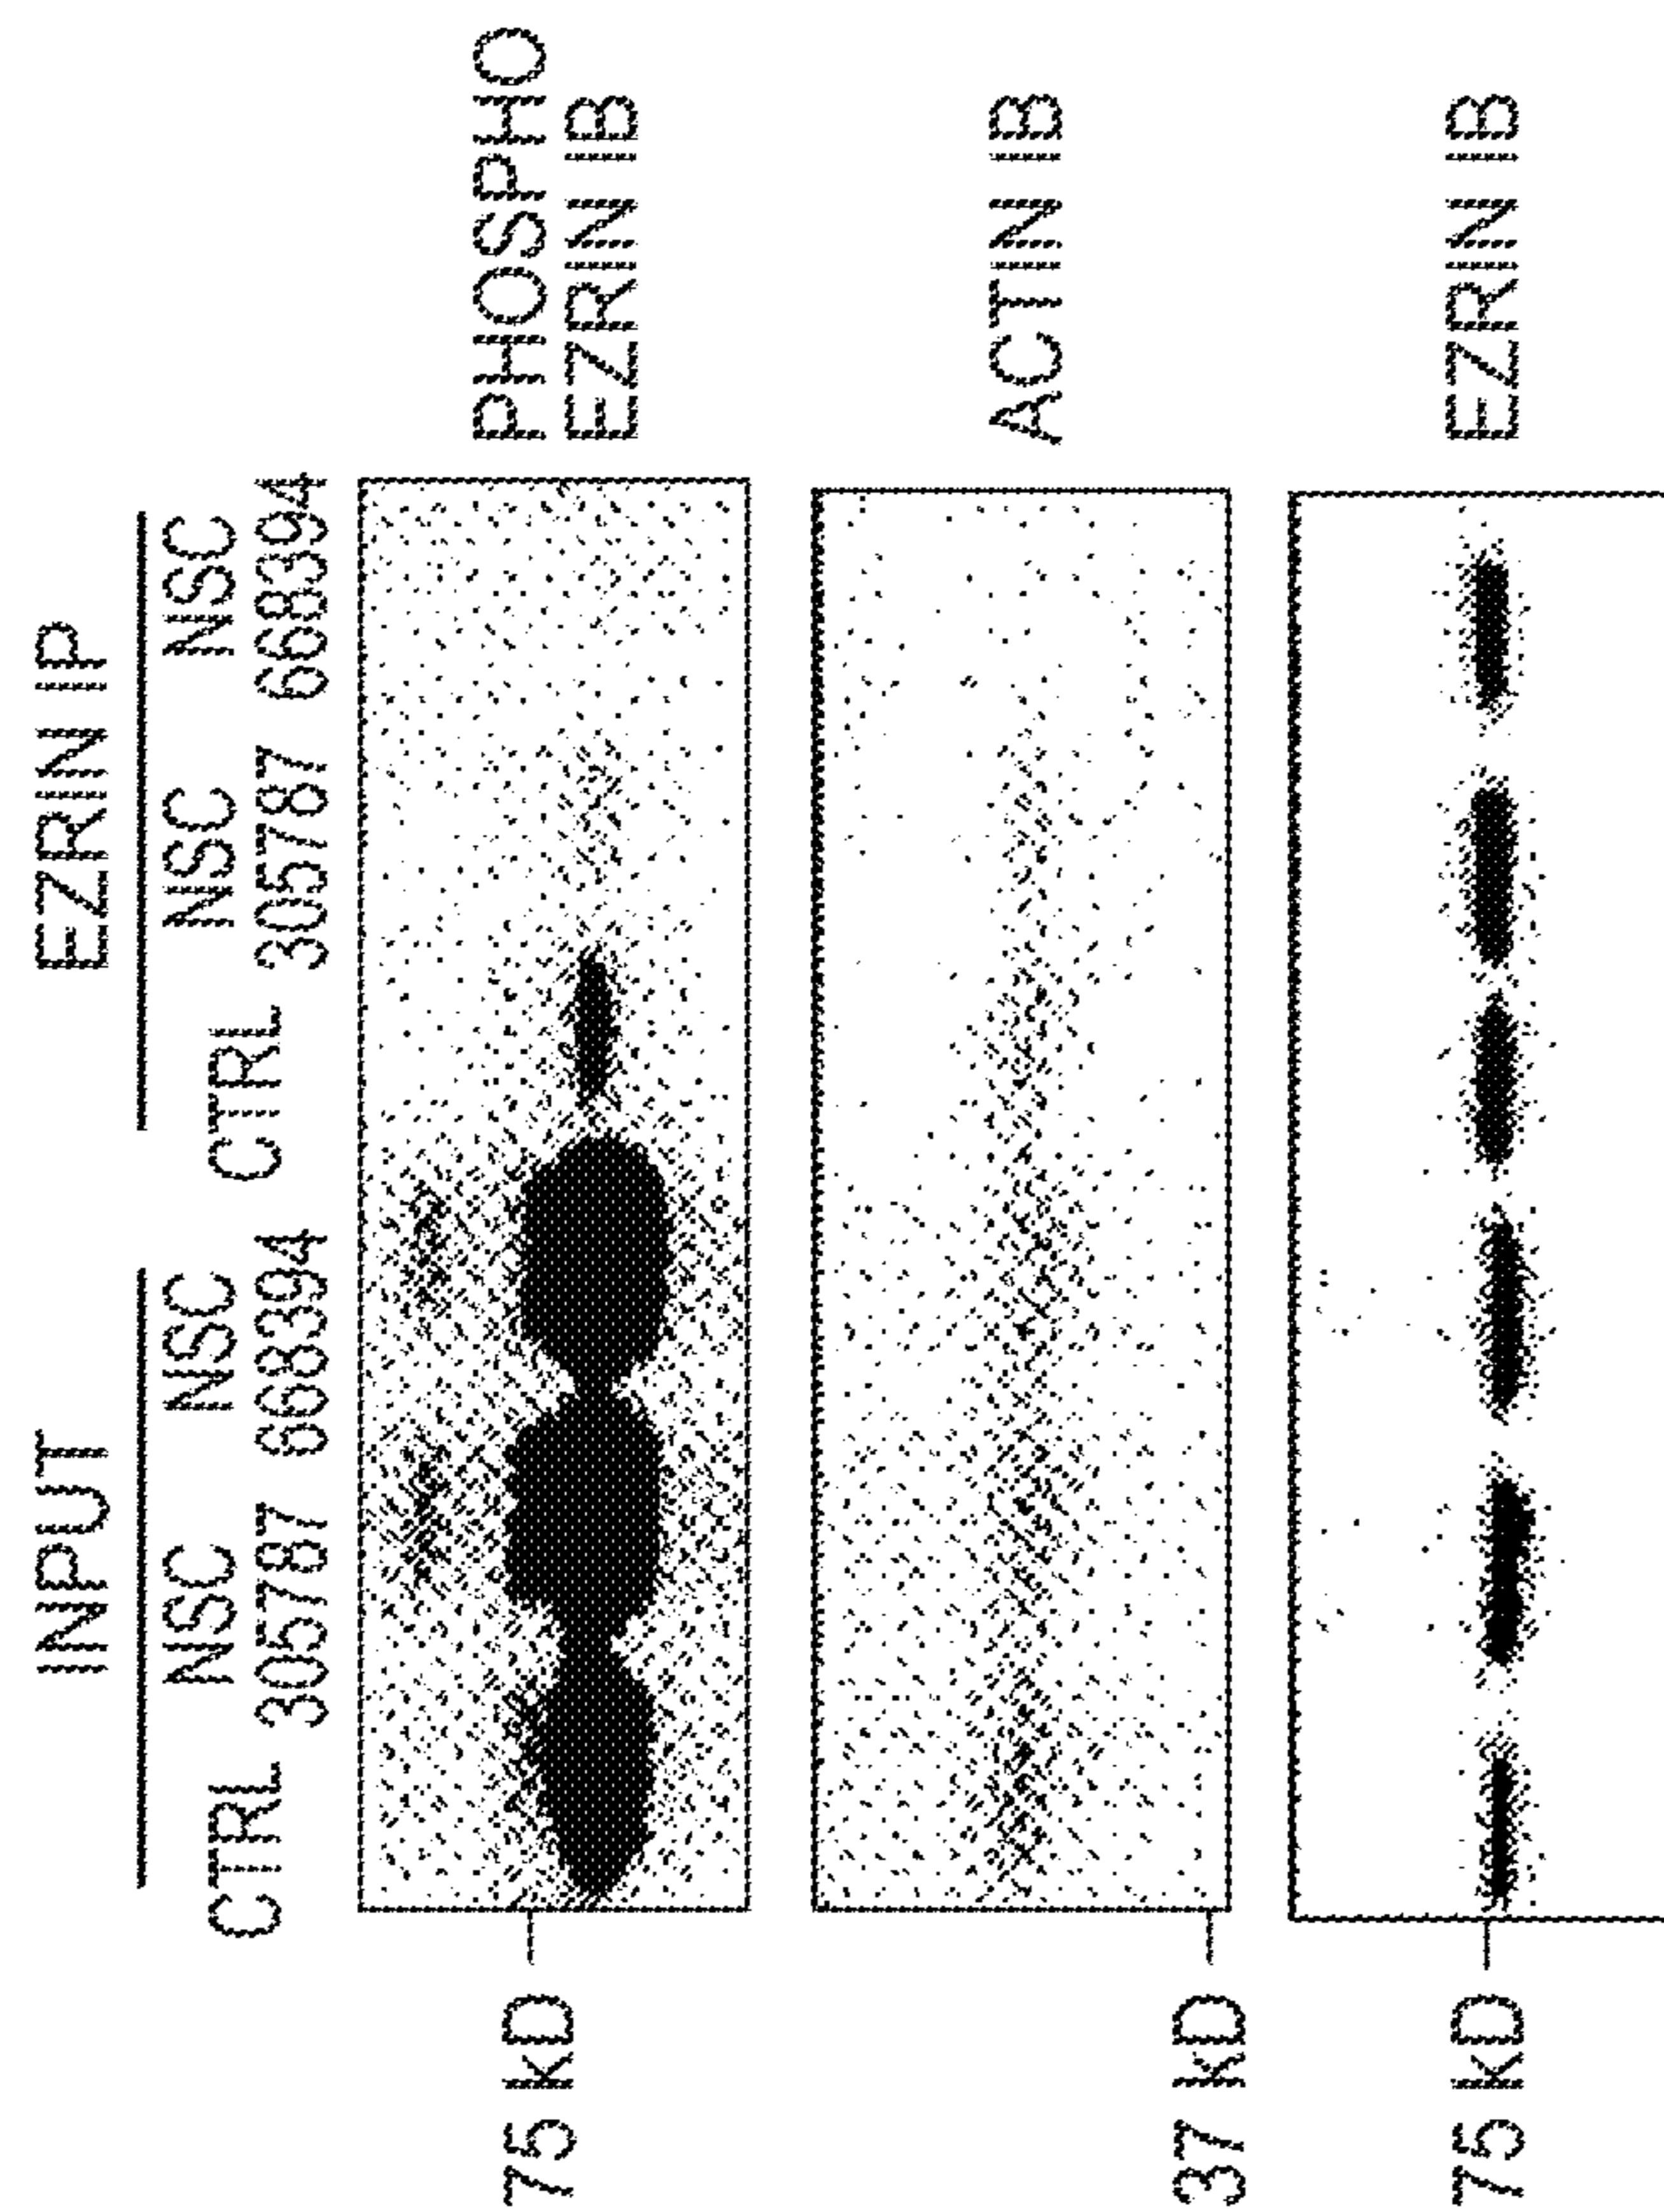 INPUT
EZRIN IP
CTRL
NSC
305787
NSC
668394
CTRL
NSC
305787
NSC
668394
75 kD
PHOSPHO
EZRIN IB
37 kD
ACTIN IB
75 kD
EZRIN IB